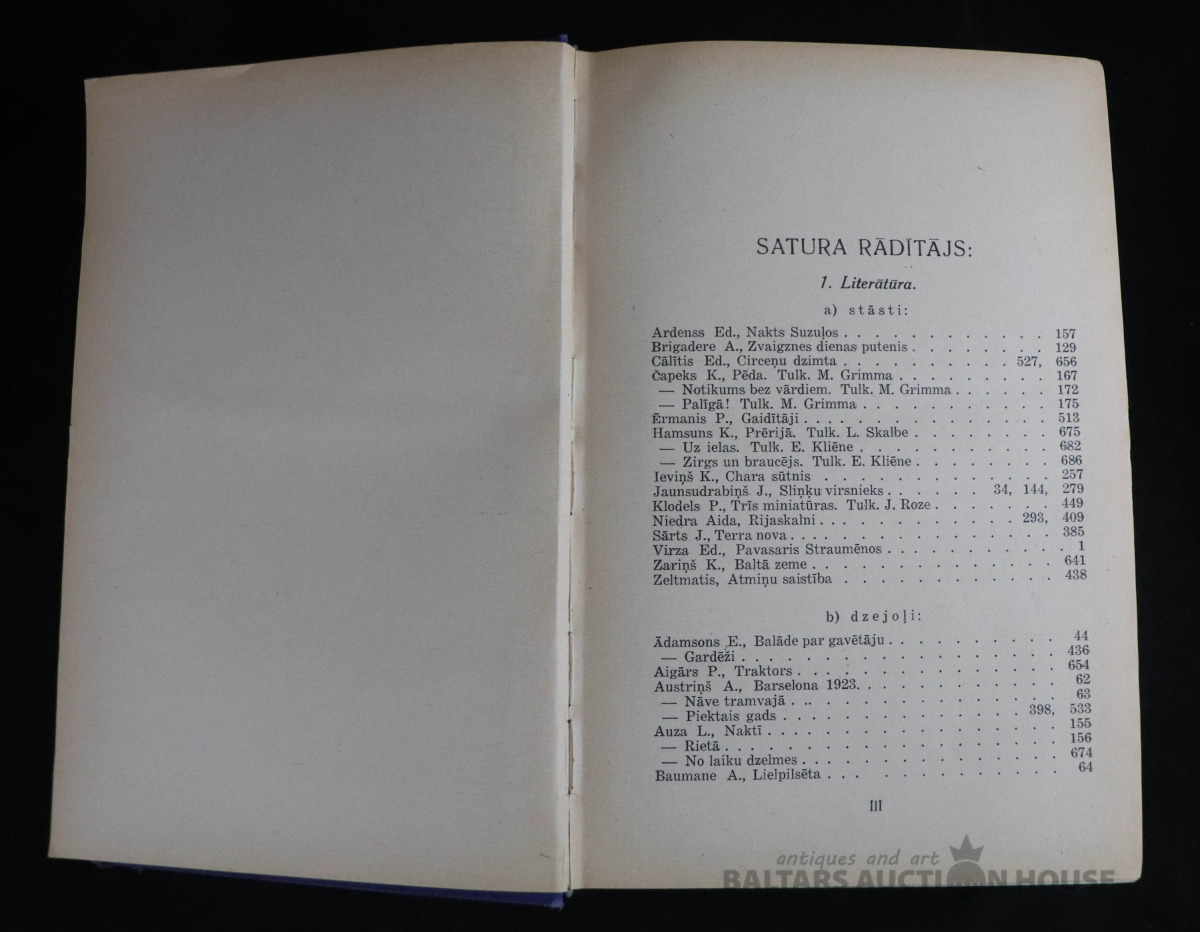 SATURA RĀDĪTĀJS:
1. Literātūra.
a) stāsti:
Ardenss Ed., Nakts Suzuļos . . . . . . . . . . . . . 157
Brigadere A., Zvaigznes dienas putenis . . . . . . . . 129
Cālītis Ed., Circeņu dzimta . . . . . . . . . . . 527, 656
Čapeks K., Pēda. Tulk. M. Grimma . . . . . . . . . 167
— Notikums bez vārdiem. Tulk. M. Grimma . . . . . . 172
— Palīgā! Tulk. M. Grimma . . . . . . . . . . . 175
Ērmanis P., Gaidītāji . . . . . . . . . . . . . . . 513
Hamsuns K., Prērijā. Tulk. L. Skalbe . . . . . . . . 675
— Uz ielas. Tulk. E. Kliēne . . . . . . . . . . . 682
— Zirgs un braucējs. Tulk. E. Kliēne . . . . . . . . 686
Ieviņš K., Chara sūtnis . . . . . . . . . . . . . . 257
Jaunsudrabiņš J., Sliņķu virsnieks . . . . . . 34, 144, 279
Klodels P., Trīs miniatūras. Tulk. J. Roze . . . . . . . 449
Niedra Aida, Rijaskalni . . . . . . . . . . . . . 293, 409
Sārts J., Terra nova . . . . . . . . . . . . . . . . 385
Virza Ed., Pavasaris Straumēnos . . . . . . . . . . . 1
Zariņš K., Baltā zeme . . . . . . . . . . . . . . . 641
Zeltmatis, Atmiņu saistība . . . . . . . . . . . . . 438
b) dzejoļi:
Ādamsons E., Balāde par gavētāju . . . . . . . . . . 44
— Gardēži . . . . . . . . . . . . . . . . . . 436
Aigārs P., Traktors . . . . . . . . . . . . . . . . 654
Austriņš A., Barselona 1923. . . . . . . . . . . . . 62
— Nāve tramvajā . . . . . . . . . . . . . . . 63
— Piektais gads . . . . . . . . . . . . . . 398, 533
Auza L., Naktī . . . . . . . . . . . . . . . . . . 155
— Rietā . . . . . . . . . . . . . . . . . . . 156
— No laiku dzelmes . . . . . . . . . . . . . . 674
Baumane A., Lielpilsēta . . . . . . . . . . . . . . 64
III
antiques and art
BALTARS AUCTION HOUSE